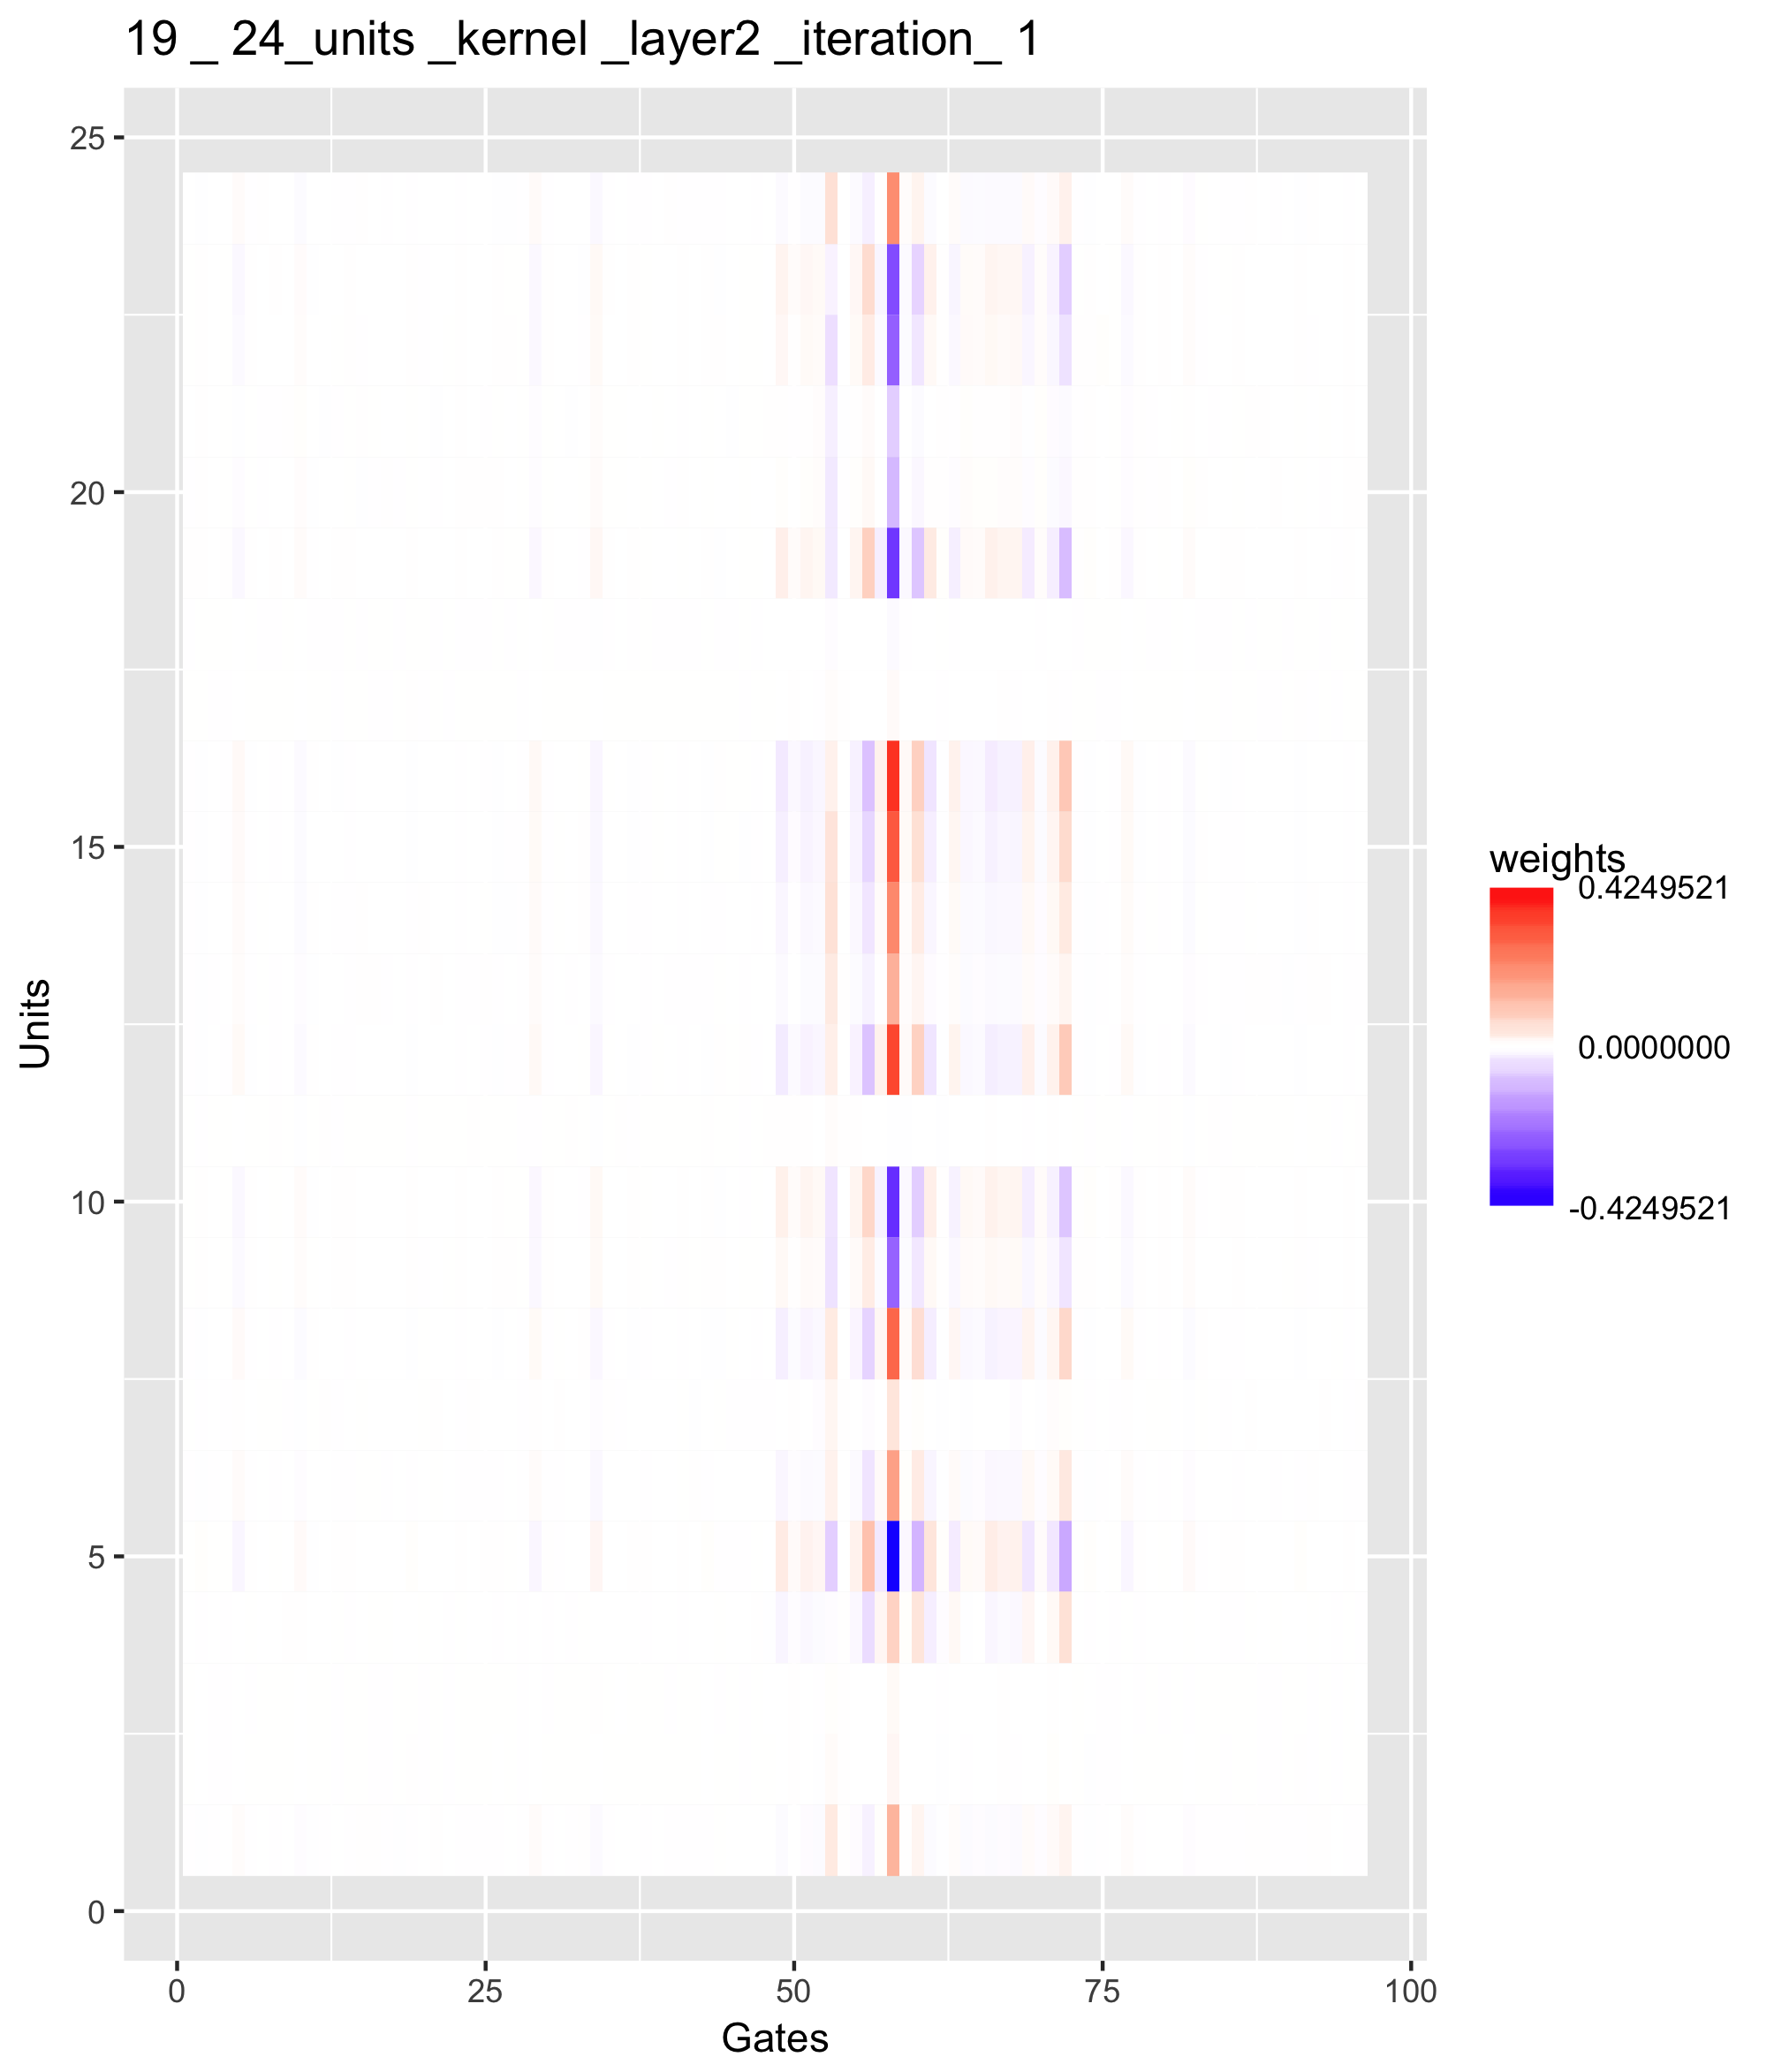 19 _ 24_units _kernel _layer2 _iteration_ 1
25
20
15
10
5
0
Units
0 25 50 75 100
Gates
weights
0.4249521
0.0000000
-0.4249521